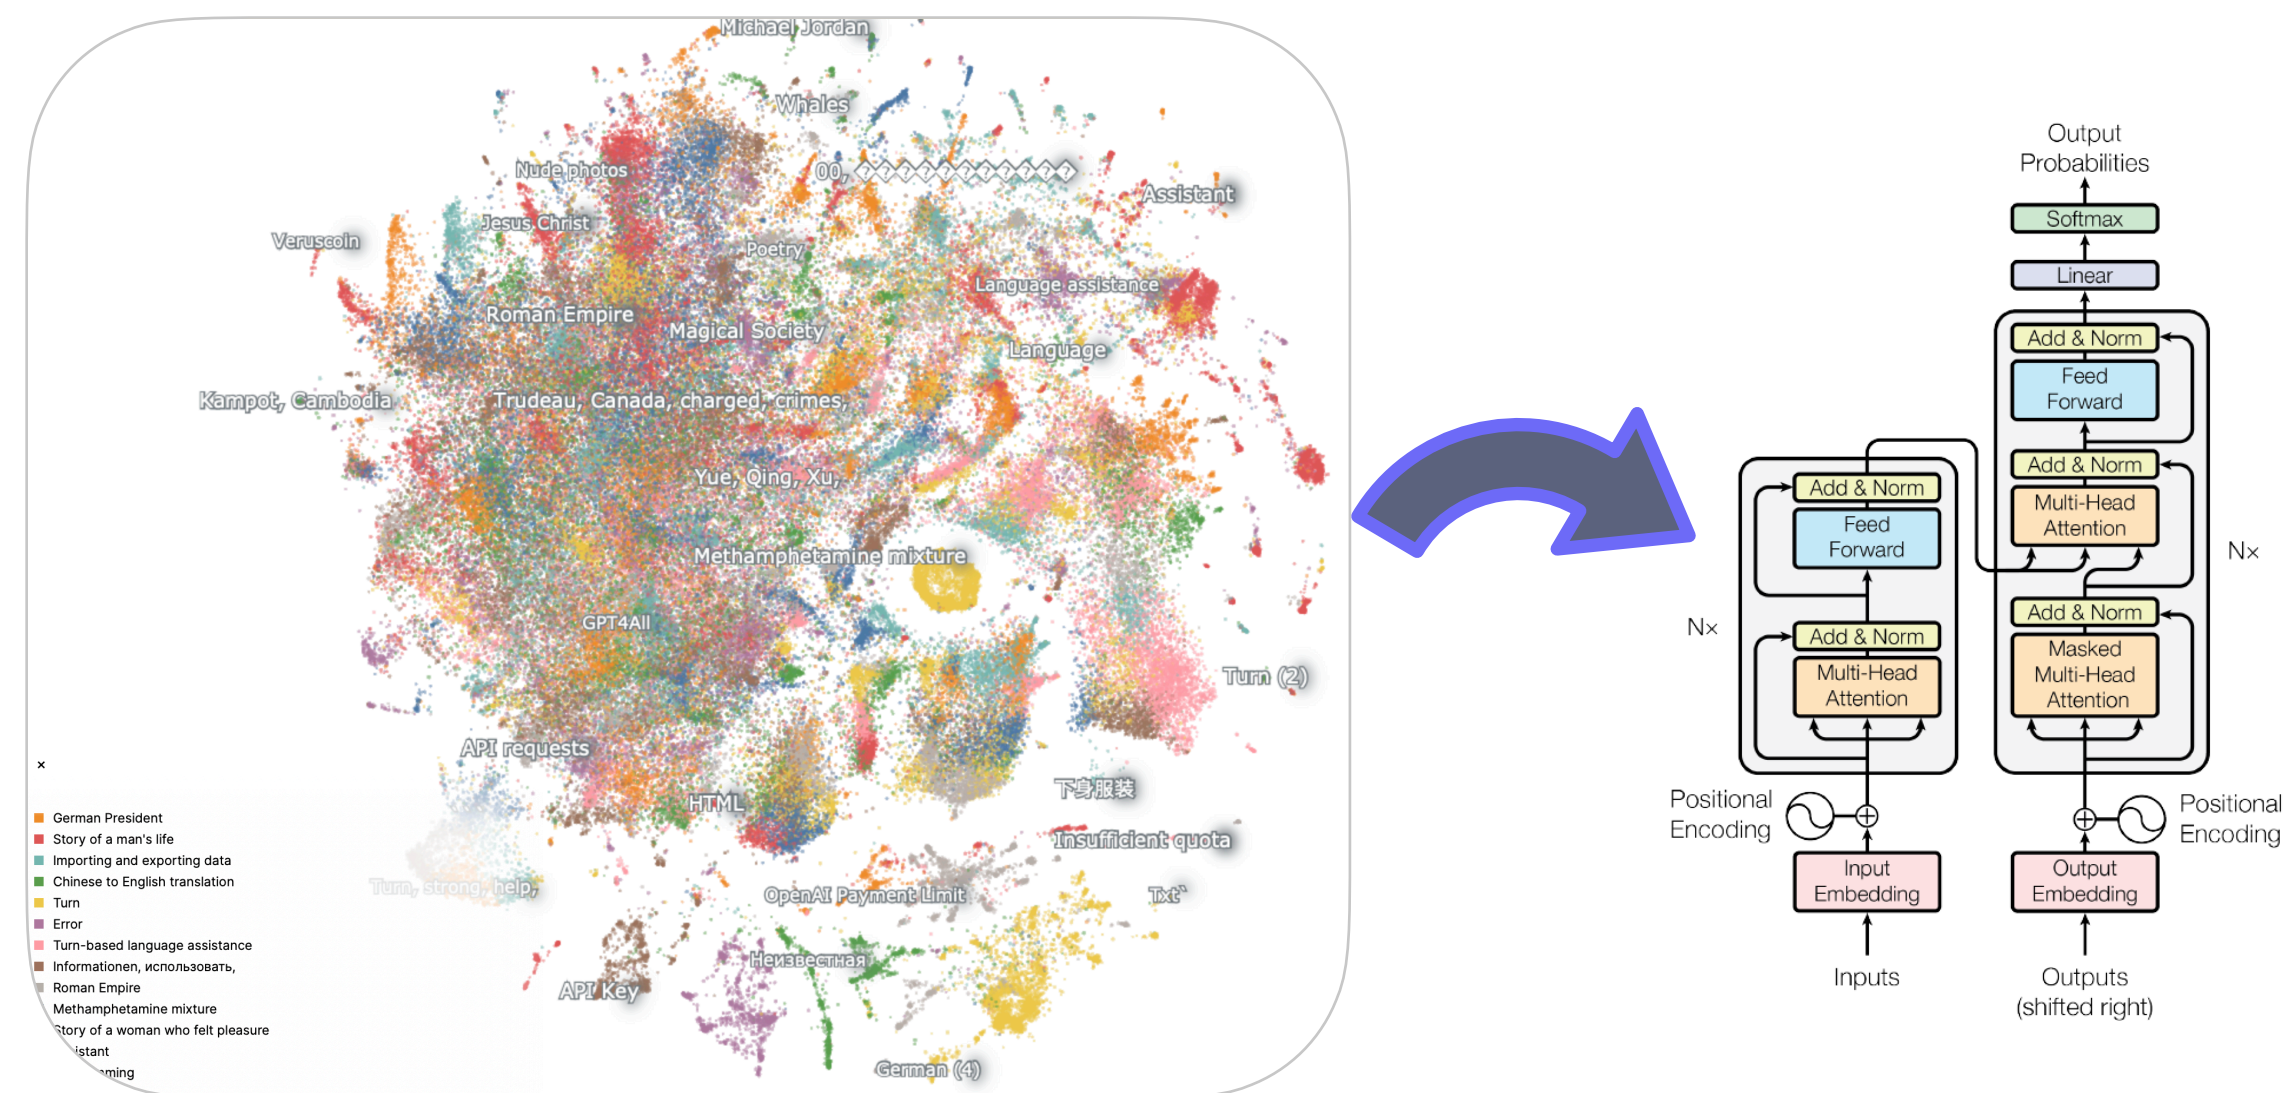 Michael Jordan
Whales
Nude photos
00, ������������
Assistant
Jesus Christ
Veruscoin
Poetry
Language assistance
Roman Empire
Magical Society
Language
Kampot, Cambodia
Trudeau, Canada, charged, crimes,
Yue, Qing, Xu,
Methamphetamine mixture
GPT4All
Turn (2)
API requests
下身服装
HTML
Insufficient quota
Turn, strong, help,
OpenAI Payment Limit
Txt`
Неизвестная
API Key
German (4)
×
German President
Story of a man's life
Importing and exporting data
Chinese to English translation
Turn
Error
Turn-based language assistance
Informationen, использовать,
Roman Empire
Methamphetamine mixture
Story of a woman who felt pleasure
istant
ming
Output
Probabilities
Softmax
Linear
Add & Norm
Feed
Forward
Add & Norm
Multi-Head
Attention
Nx
Add & Norm
Masked
Multi-Head
Attention
Add & Norm
Feed
Forward
Nx
Add & Norm
Multi-Head
Attention
Positional
Encoding
Positional
Encoding
Input
Embedding
Output
Embedding
Inputs
Outputs
(shifted right)